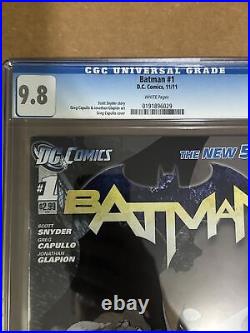 CGC UNIVERSAL GRADE
9.8
Batman #1
D.C. Comics, 11/11
WHITE Pages
Scott Snyder story
Greg Capullo & Jonathan Glapion art
Greg Capullo cover
0191896029
DC COMICS
THE NEW
#1
$2.99
BATMAN
SCOTT
SNYDER
GREG
CAPULLO
JONATHAN
GLAPION